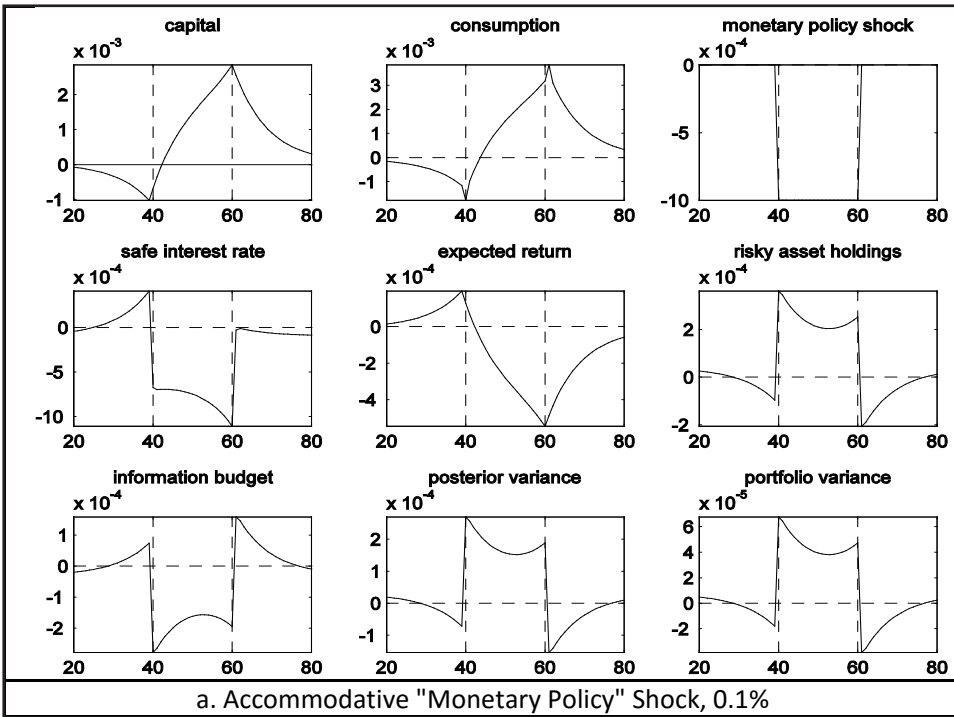 capital
x 10^-3
2
1
0
-1
20 40 60 80
consumption
x 10^-3
3
2
1
0
-1
20 40 60 80
monetary policy shock
x 10^-4
0
-5
-10
20 40 60 80
safe interest rate
x 10^-4
0
-5
-10
20 40 60 80
expected return
x 10^-4
0
-2
-4
20 40 60 80
risky asset holdings
x 10^-4
2
0
-2
20 40 60 80
information budget
x 10^-4
1
0
-1
-2
20 40 60 80
posterior variance
x 10^-4
2
1
0
-1
20 40 60 80
portfolio variance
x 10^-5
6
4
2
0
-2
20 40 60 80
a. Accommodative "Monetary Policy" Shock, 0.1%